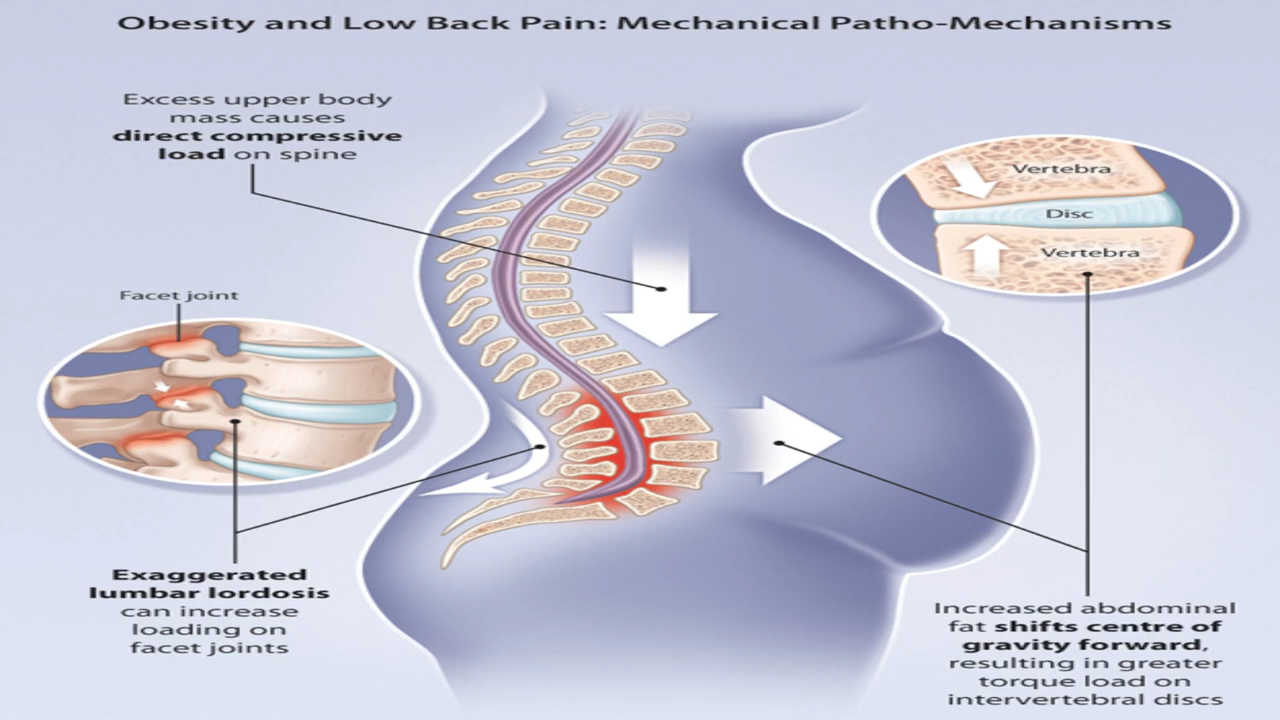 Obesity and Low Back Pain: Mechanical Patho-Mechanisms
Excess upper body
mass causes
direct compressive
load on spine
Vertebra
Disc
Vertebra
Facet joint
Exaggerated
lumbar lordosis
can increase
loading on
facet joints
Increased abdominal
fat shifts centre of
gravity forward,
resulting in greater
torque load on
intervertebral discs